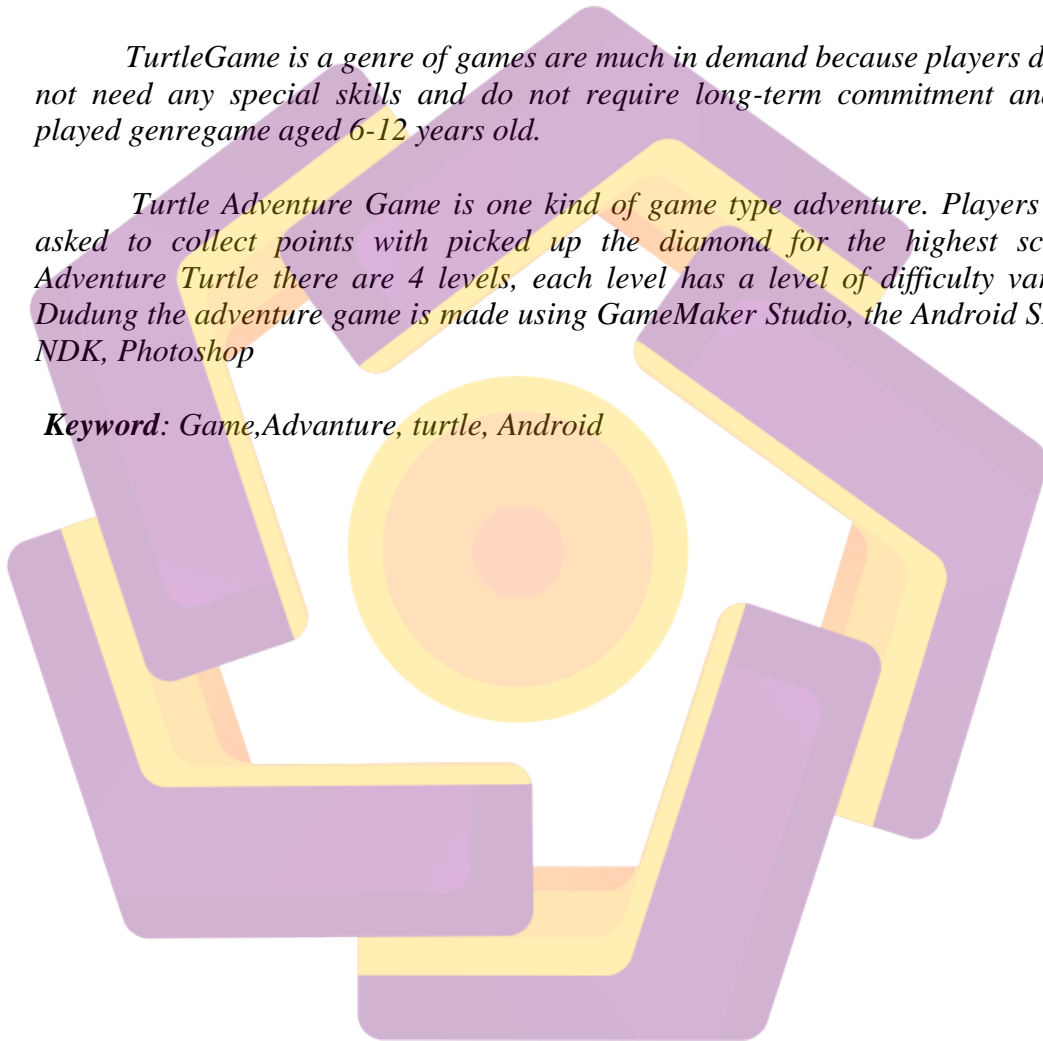 TurtleGame is a genre of games are much in demand because players
not need any special skills and do not require long-term commitment
played genregame aged 6-12 years old.
Turtle Adventure Game is one kind of game type adventure. Players
asked to collect points with picked up the diamond for the highest
Adventure Turtle there are 4 levels, each level has a level of difficulty
Dudung the adventure game is made using GameMaker Studio, the Android
NDK, Photoshop
Keyword: Game,Advanture, turtle, Android